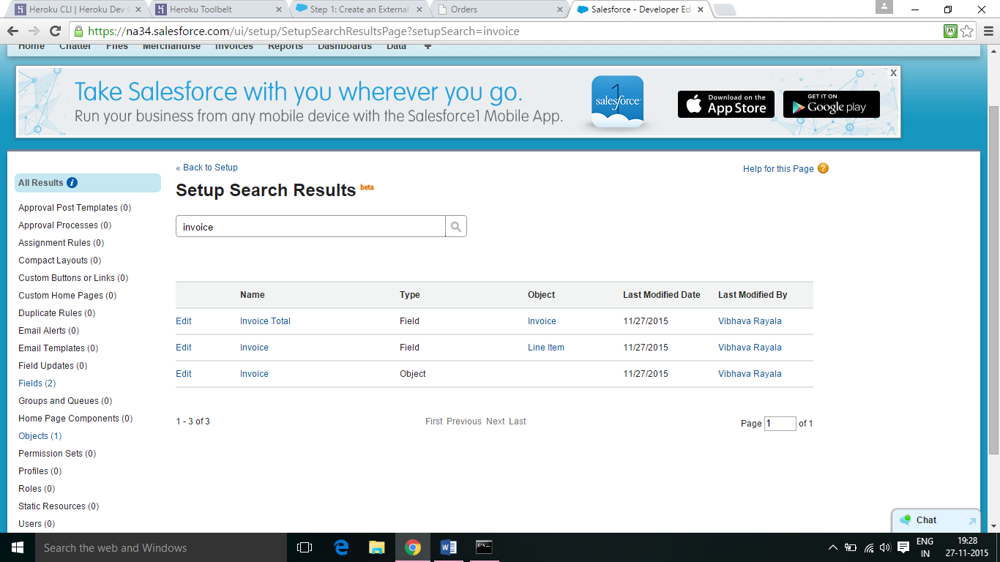 Heroku CLI | Heroku Dev C
Heroku Toolbelt
Step 1: Create an External
Orders
Salesforce - Developer Edi
https://na34.salesforce.com/ui/setup/SetupSearchResultsPage?setupSearch=invoice
Home Chatter Files Merchandise Invoices Reports Dashboards Data +
Take Salesforce with you wherever you go.
Run your business from any mobile device with the Salesforce1 Mobile App.
1
salesforce
Download on the
App Store
GET IT ON
Google play
X
All Results i
Approval Post Templates (0)
Approval Processes (0)
Assignment Rules (0)
Compact Layouts (0)
Custom Buttons or Links (0)
Custom Home Pages (0)
Duplicate Rules (0)
Email Alerts (0)
Email Templates (0)
Field Updates (0)
Fields (2)
Groups and Queues (0)
Home Page Components (0)
Objects (1)
Permission Sets (0)
Profiles (0)
Roles (0)
Static Resources (0)
Users (0)
« Back to Setup
Help for this Page ?
Setup Search Results beta
invoice
Name Type Object Last Modified Date Last Modified By
Edit Invoice Total Field Invoice 11/27/2015 Vibhava Rayala
Edit Invoice Field Line Item 11/27/2015 Vibhava Rayala
Edit Invoice Object 11/27/2015 Vibhava Rayala
1 - 3 of 3 First Previous Next Last Page 1 of 1
Chat
Search the web and Windows
ENG
IN
19:28
27-11-2015